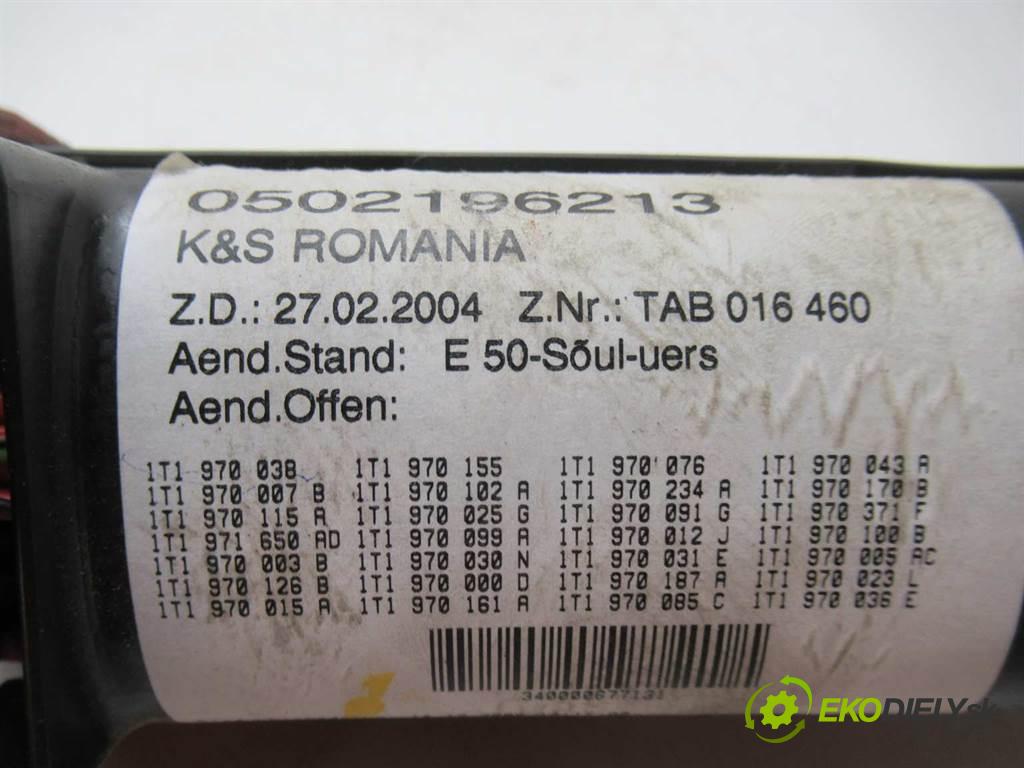 0502196213
K&S ROMANIA
Z.D.: 27.02.2004 Z.Nr.: TAB 016 460
Aend.Stand: E 50-Sõul-uers
Aend.Offen:
1T1 970 038 1T1 970 155 1T1 970 076 1T1 970 043 A
1T1 970 007 B 1T1 970 102 A 1T1 970 234 A 1T1 970 170 B
1T1 970 115 A 1T1 970 025 G 1T1 970 091 G 1T1 970 371 F
1T1 971 650 AD 1T1 970 099 A 1T1 970 012 J 1T1 970 100 B
1T1 970 003 B 1T1 970 030 N 1T1 970 031 E 1T1 970 005 AC
1T1 970 126 B 1T1 970 000 D 1T1 970 187 A 1T1 970 023 L
1T1 970 015 A 1T1 970 161 A 1T1 970 085 C 1T1 970 036 E
340000677131
EKODIELY.sk